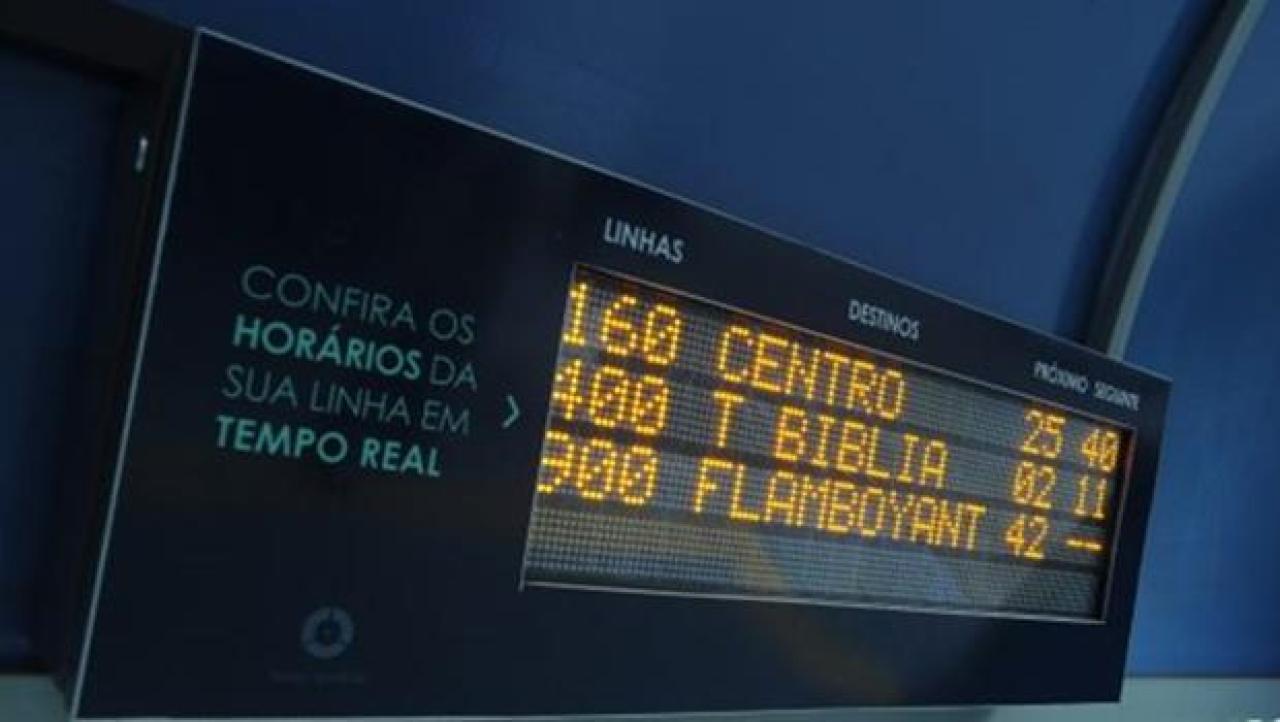 CONFIRA OS
HORÁRIOS DA
SUA LINHA EM
TEMPO REAL
LINHAS DESTINOS PRÓXIMO SEGUINTE
160 CENTRO 25 40
400 T BIBLIA 02 11
900 FLAMBOYANT 42 --